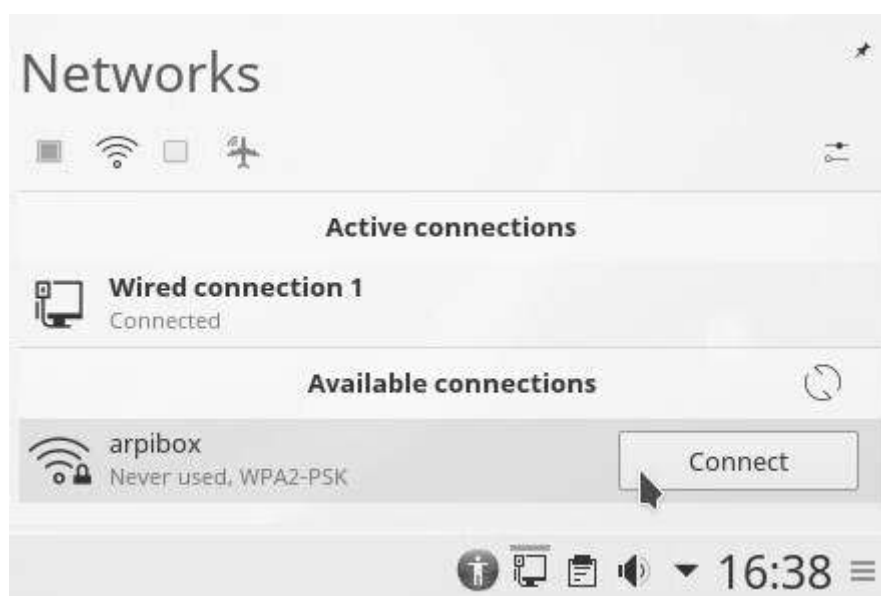 Networks
Active connections
Wired connection 1
Connected
Available connections
arpibox
Never used, WPA2-PSK
Connect
16:38